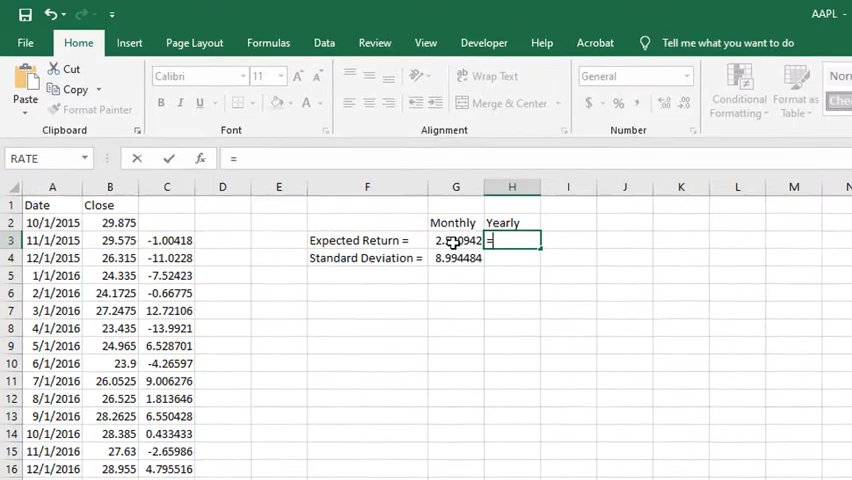 AAPL -
File Home Insert Draw Page Layout Formulas Data Review View Developer Help Acrobat Tell me what you want to do
Cut
Copy
Format Painter
Paste
Clipboard
Calibri 11
B I U A
Font
Wrap Text
Merge & Center
Alignment
General
$ % ,
Number
Conditional Formatting
Format as Table
Norm
Che
RATE fx =
A B C D E F G H I J K L M N
1 Date Close
2 10/1/2015 29.875 Monthly Yearly
3 11/1/2015 29.575 -1.00418 Expected Return = =
4 12/1/2015 26.315 -11.0228 Standard Deviation = 8.994484
5 1/1/2016 24.335 -7.52423
6 2/1/2016 24.1725 -0.66775
7 3/1/2016 27.2475 12.72106
8 4/1/2016 23.435 -13.9921
9 5/1/2016 24.965 6.528701
10 6/1/2016 23.9 -4.26597
11 7/1/2016 26.0525 9.006276
12 8/1/2016 26.525 1.813646
13 9/1/2016 28.2625 6.550428
14 10/1/2016 28.385 0.433433
15 11/1/2016 27.63 -2.65986
16 12/1/2016 28.955 4.795516